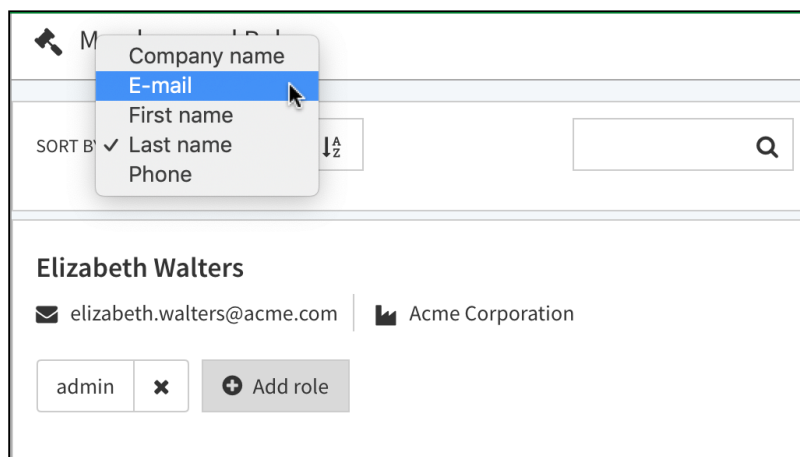 Company name
E-mail
First name
SORT BY ✓ Last name
Phone
Elizabeth Walters
elizabeth.walters@acme.com
Acme Corporation
admin
Add role